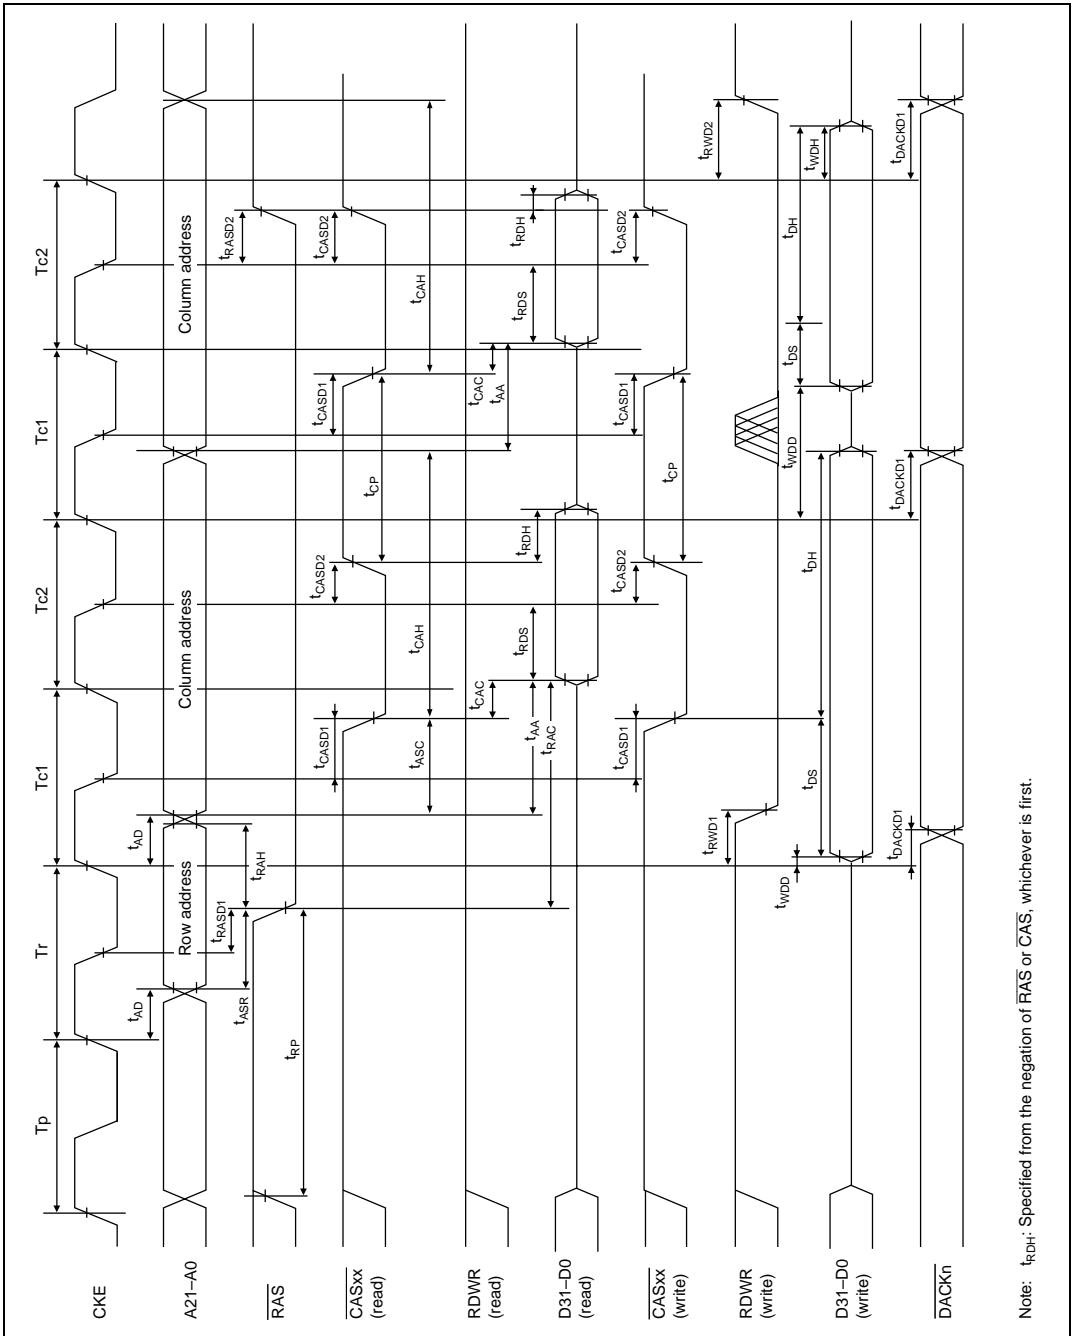 Tp
Tr
Tc1
Tc2
Tc1
Tc2
CKE
A21–A0
tAD
Row address
tAD
Column address
Column address
RAS
tRP
tASR
tRASD1
tRAH
tRASD2
CASxx
(read)
tCASD1
tCASD2
tCP
tCASD1
tCASD2
tASC
tCAH
tCAH
RDWR
(read)
tCAC
tCAC
tAA
tAA
tRAC
D31–D0
(read)
tRDS
tRDH
tRDS
tRDH
CASxx
(write)
tCASD1
tCASD2
tCP
tCASD1
tCASD2
RDWR
(write)
tRWD1
tRWD2
tWDD
tDS
tDH
tWDD
tDS
tDH
tWDH
D31–D0
(write)
DACKn
tDACKD1
tDACKD1
tDACKD1
Note: tRDH: Specified from the negation of RAS or CAS, whichever is first.